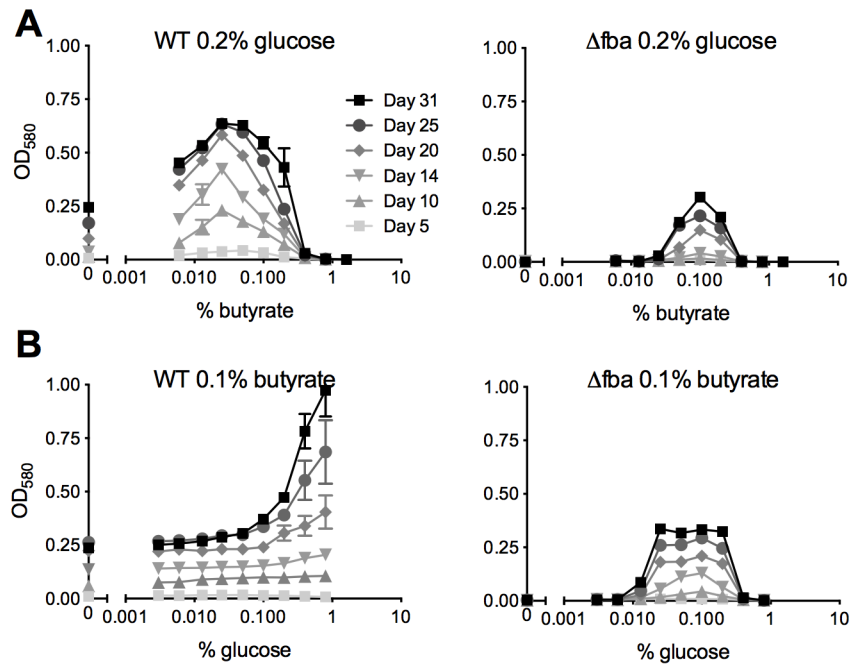 A
WT 0.2% glucose
Δfba 0.2% glucose
1.00
0.75
0.50
0.25
0.00
OD580
0
0.001
0.010
0.100
1
10
% butyrate
Day 31
Day 25
Day 20
Day 14
Day 10
Day 5
1.00
0.75
0.50
0.25
0.00
0
0.001
0.010
0.100
1
10
% butyrate
B
WT 0.1% butyrate
Δfba 0.1% butyrate
1.00
0.75
0.50
0.25
0.00
OD580
0
0.001
0.010
0.100
1
10
% glucose
1.00
0.75
0.50
0.25
0.00
0
0.001
0.010
0.100
1
10
% glucose